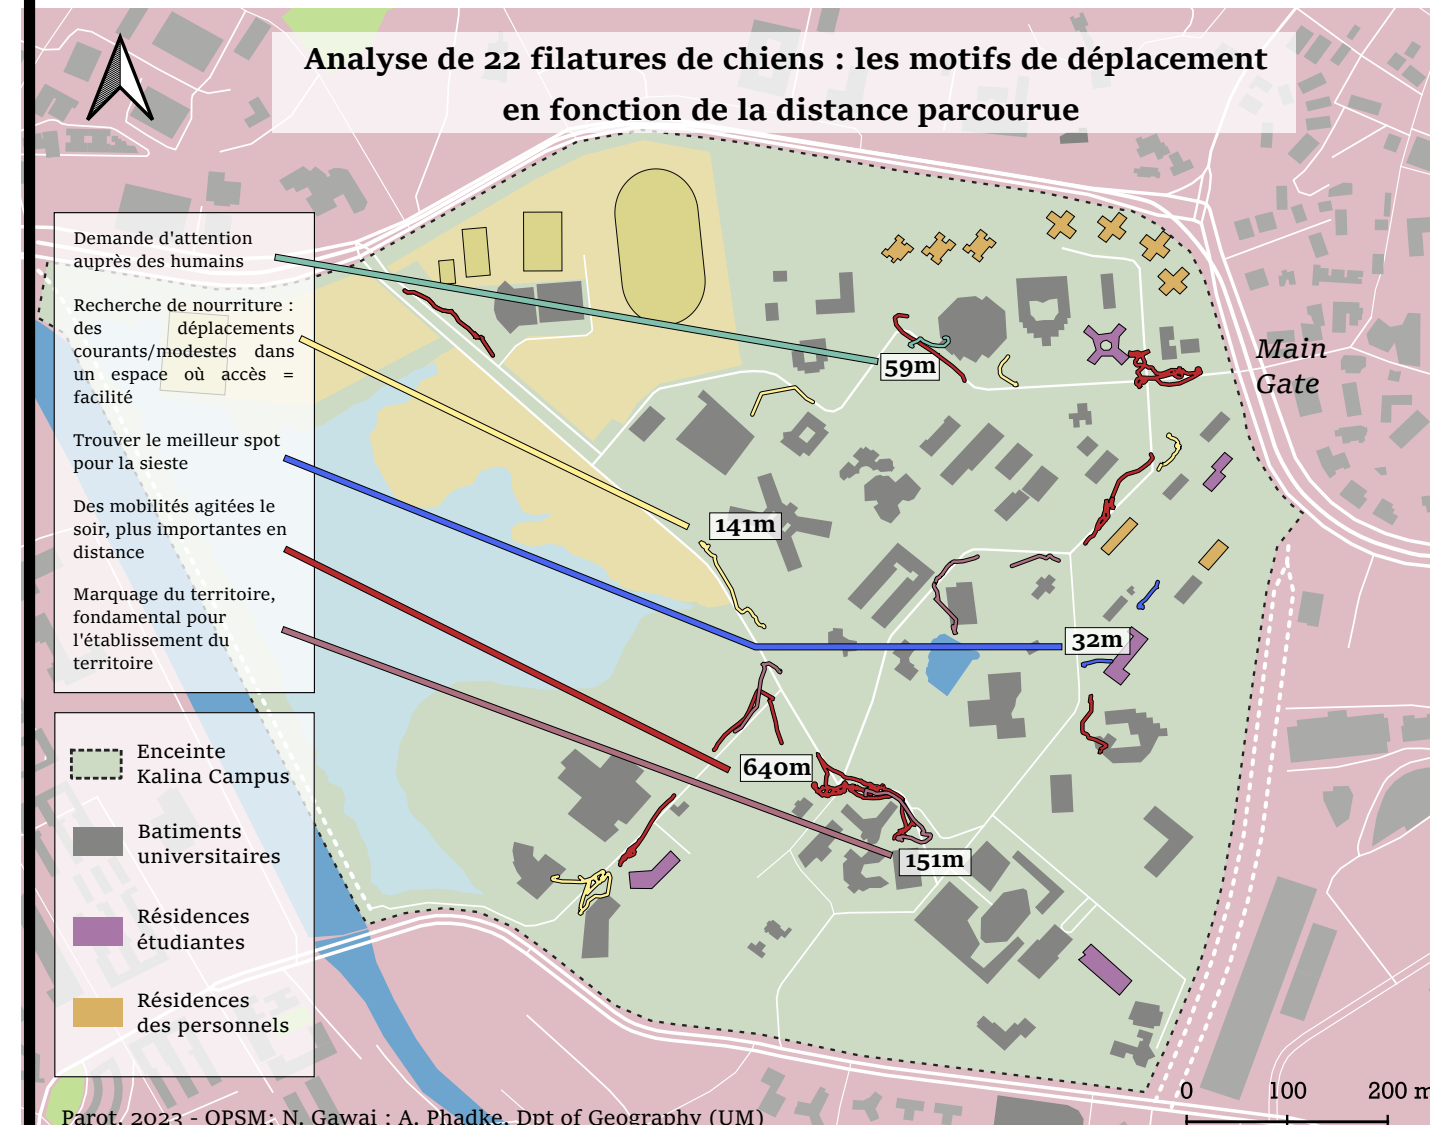 Analyse de 22 filatures de chiens : les motifs de déplacement
en fonction de la distance parcourue
Demande d'attention
auprès des humains
Recherche de nourriture :
des déplacements
courants/modestes dans
un espace où accès =
facilité
Trouver le meilleur spot
pour la sieste
Des mobilités agitées le
soir, plus importantes en
distance
Marquage du territoire,
fondamental pour
l'établissement du
territoire
59m
141m
32m
640m
151m
Main
Gate
Enceinte
Kalina Campus
Batiments
universitaires
Résidences
étudiantes
Résidences
des personnels
0 100 200 m
Parot, 2023 - OPSM; N. Gawai ; A. Phadke, Dpt of Geography (UM)